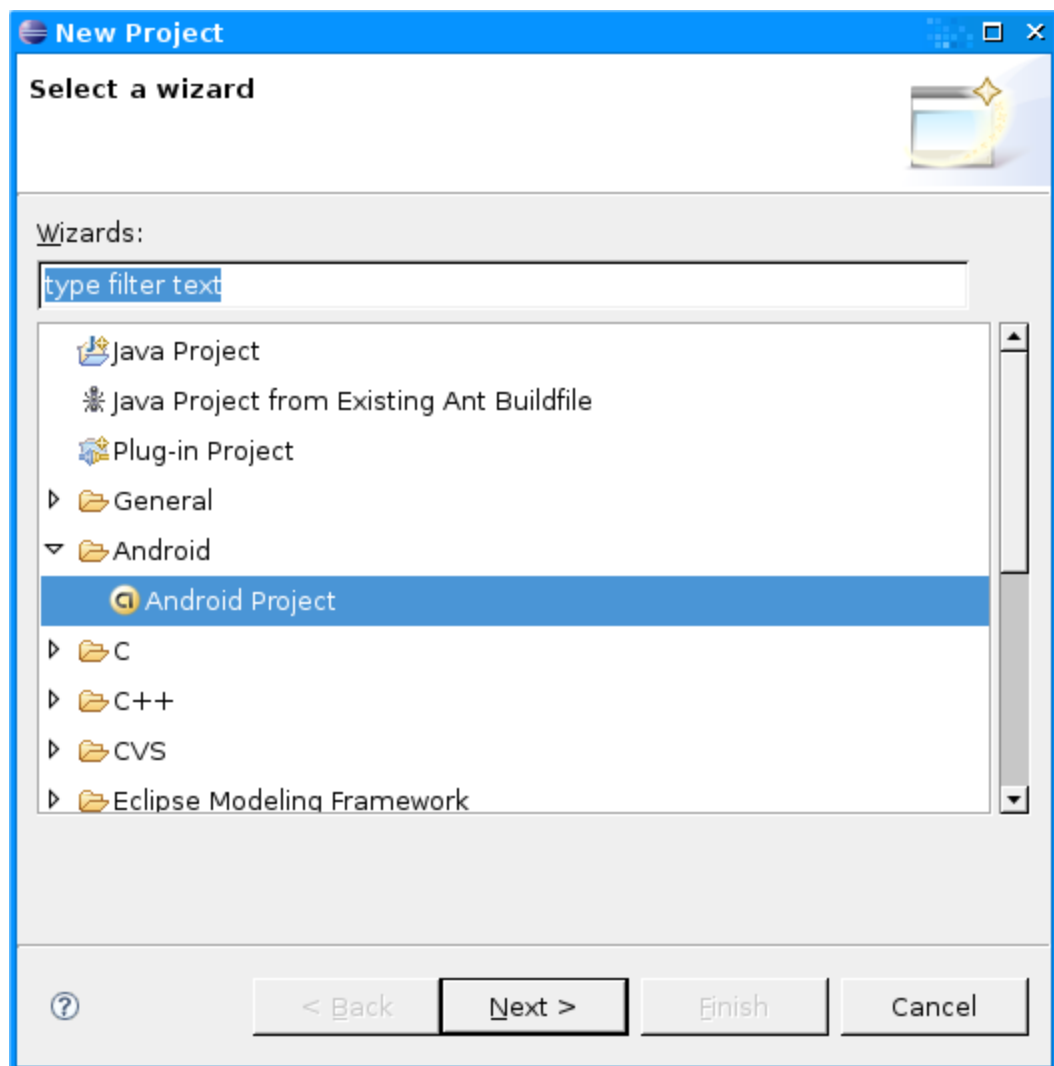 New Project
Select a wizard
Wizards:
type filter text
Java Project
Java Project from Existing Ant Buildfile
Plug-in Project
General
Android
Android Project
C
C++
CVS
Eclipse Modeling Framework
< Back Next > Finish Cancel